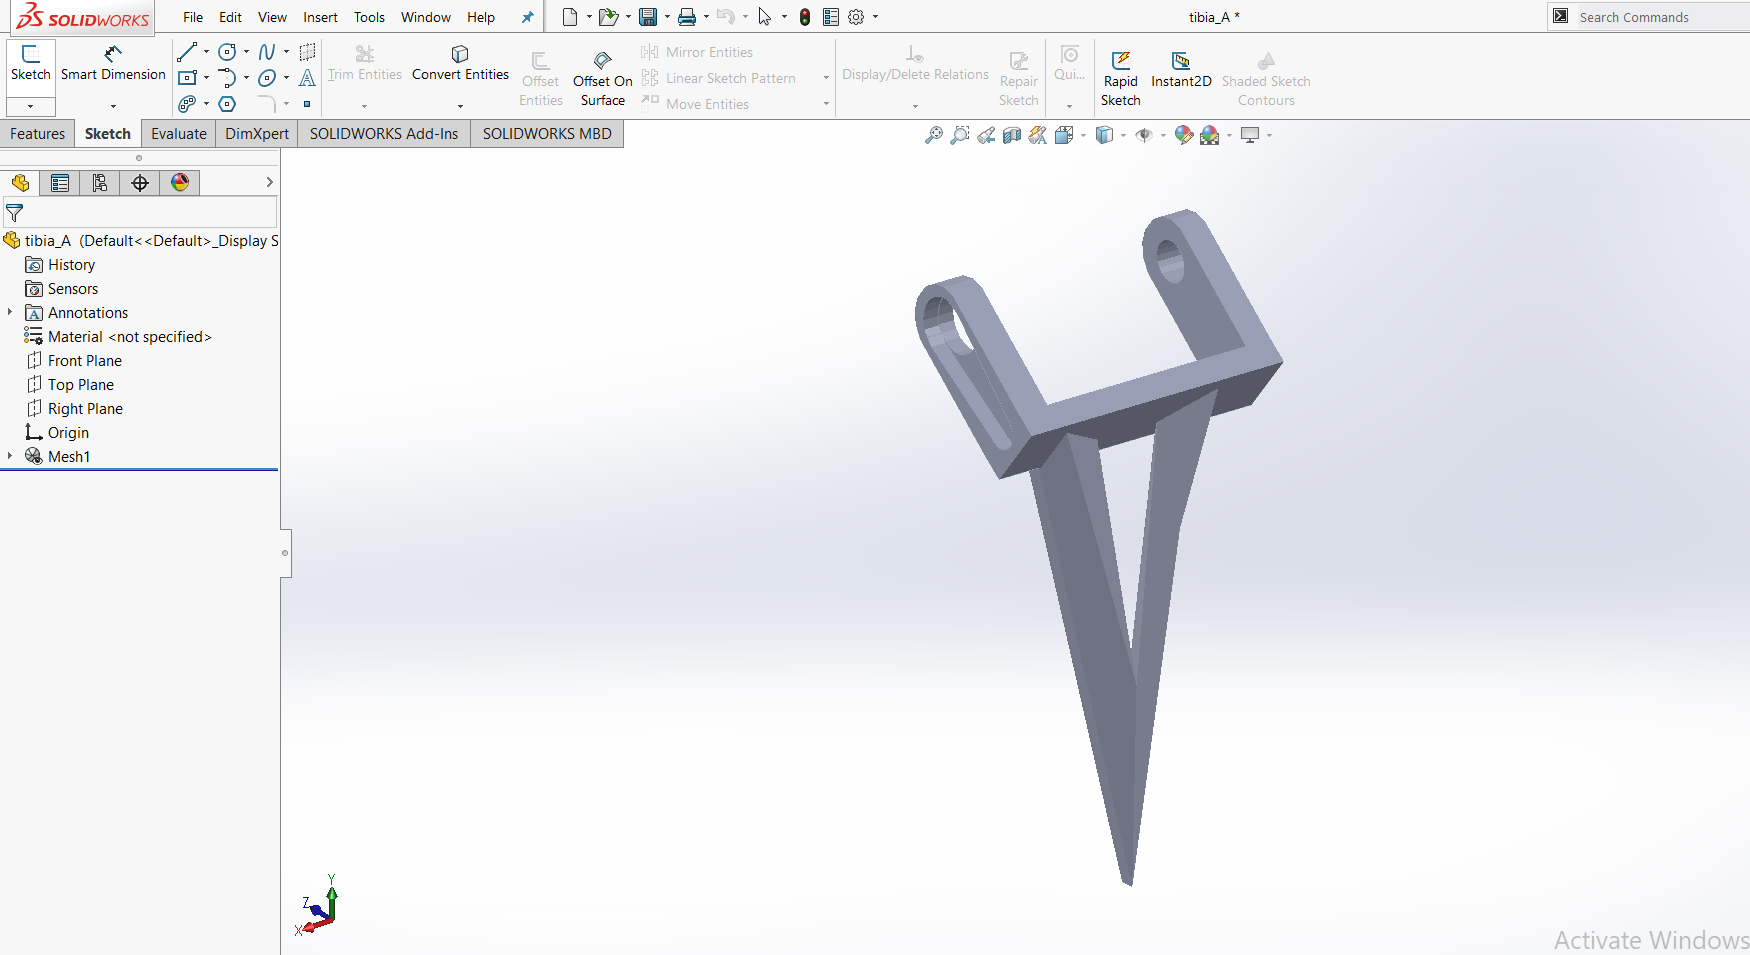 SOLIDWORKS File Edit View Insert Tools Window Help tibia_A * Search Commands
Sketch Smart Dimension Trim Entities Convert Entities Offset Entities Offset On Surface Mirror Entities Linear Sketch Pattern Move Entities Display/Delete Relations Repair Sketch Qui... Rapid Sketch Instant2D Shaded Sketch Contours
Features Sketch Evaluate DimXpert SOLIDWORKS Add-Ins SOLIDWORKS MBD
tibia_A (Default<<Default>_Display S
History
Sensors
A Annotations
Material <not specified>
Front Plane
Top Plane
Right Plane
Origin
Mesh1
Y
Z
X
Activate Windows